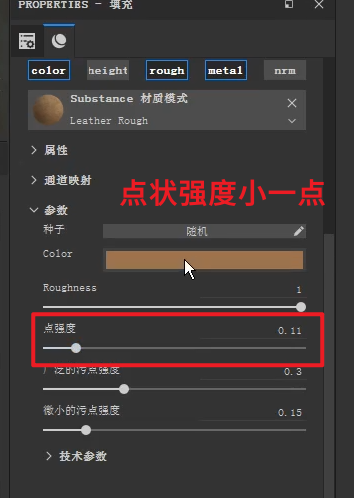 PROPERTIES - 填充
color height rough metal nrm
Substance 材质模式
Leather Rough
属性
通道映射
点状强度小一点
参数
种子 随机
Color
Roughness 1
点强度 0.11
广泛的污点强度 0.3
微小的污点强度 0.15
技术参数